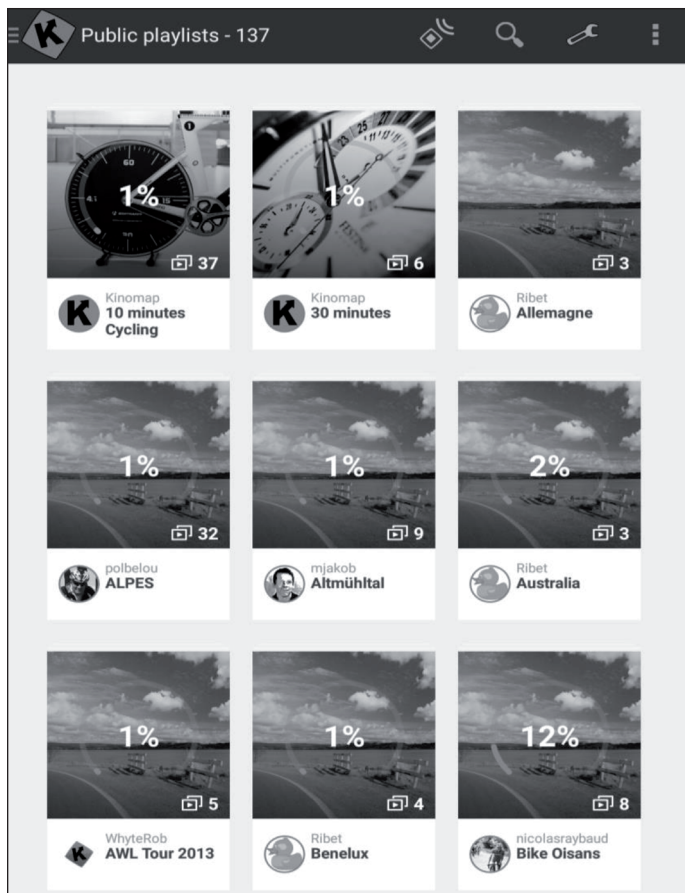 Public playlists - 137
1%
37
Kinomap
10 minutes
Cycling
1%
6
Kinomap
30 minutes
3
Ribet
Allemagne
1%
32
polbelou
ALPES
1%
9
mjakob
Altmühltal
2%
3
Ribet
Australia
1%
5
WhyteRob
AWL Tour 2013
1%
4
Ribet
Benelux
12%
8
nicolasraybaud
Bike Oisans